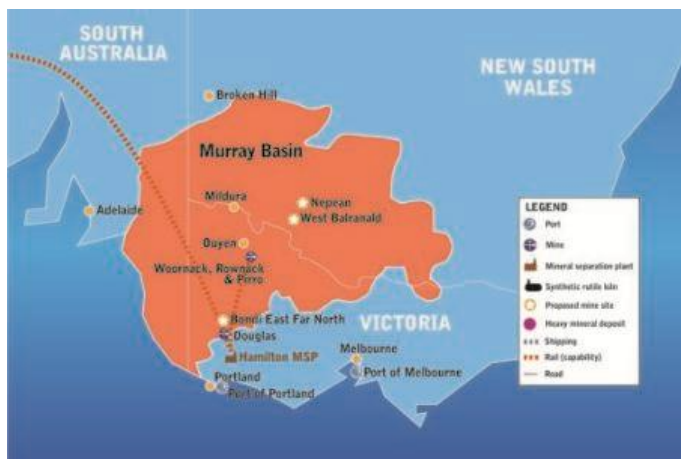 SOUTH
AUSTRALIA
NEW SOUTH
WALES
Broken Hill
Murray Basin
Mildura
Nepean
West Balranald
Adelaide
Ouyen
Woornack, Rownack
& Pirro
Bondi East Far North
Douglas
VICTORIA
Hamilton MSP
Melbourne
Port of Melbourne
Portland
Port of Portland
LEGEND
Port
Mine
Mineral separation plant
Synthetic rutile kiln
Proposed mine site
Heavy mineral deposit
Shipping
Rail (capability)
Road